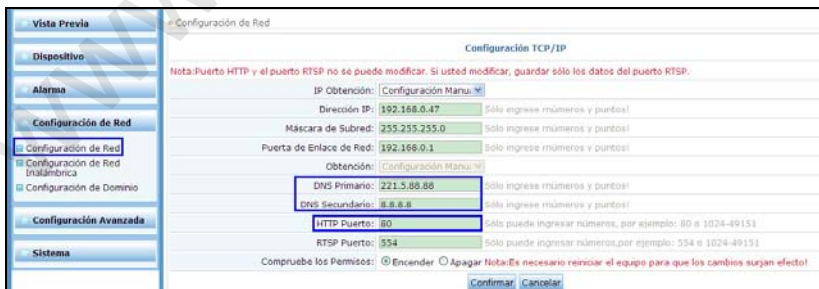 Vista Previa
Dispositivo
Alarma
Configuración de Red
Configuración de Red
Configuración de Red
Inalámbrica
Configuración de Dominio
Configuración Avanzada
Sistema
» Configuración de Red
Configuración TCP/IP
Nota:Puerto HTTP y el puerto RTSP no se puede modificar. Si usted modificar, guardar sólo los datos del puerto RTSP.
IP Obtención: Configuración Manua
Dirección IP: 192.168.0.47 Sólo ingrese rnúmeros y puntos!
Máscara de Subred: 255.255.255.0 Sólo ingrese rnúmeros y puntos!
Puerta de Enlace de Red: 192.168.0.1 Sólo ingrese rnúmeros y puntos!
Obtención: Configuración Manua
DNS Primario: 221.5.88.88 Sólo ingrese rnúmeros y puntos!
DNS Secundario: 8.8.8.8 Sólo ingrese rnúmeros y puntos!
HTTP Puerto: 80 Sólo puede ingresar números, por ejemplo: 80 o 1024-49151
RTSP Puerto: 554 Sólo puede ingresar números,por ejemplo: 554 o 1024-49151
Compruebe los Permisos: Encender Apagar Nota:Es necesario reiniciar el equipo para que los cambios surjan efecto!
Confirmar Cancelar